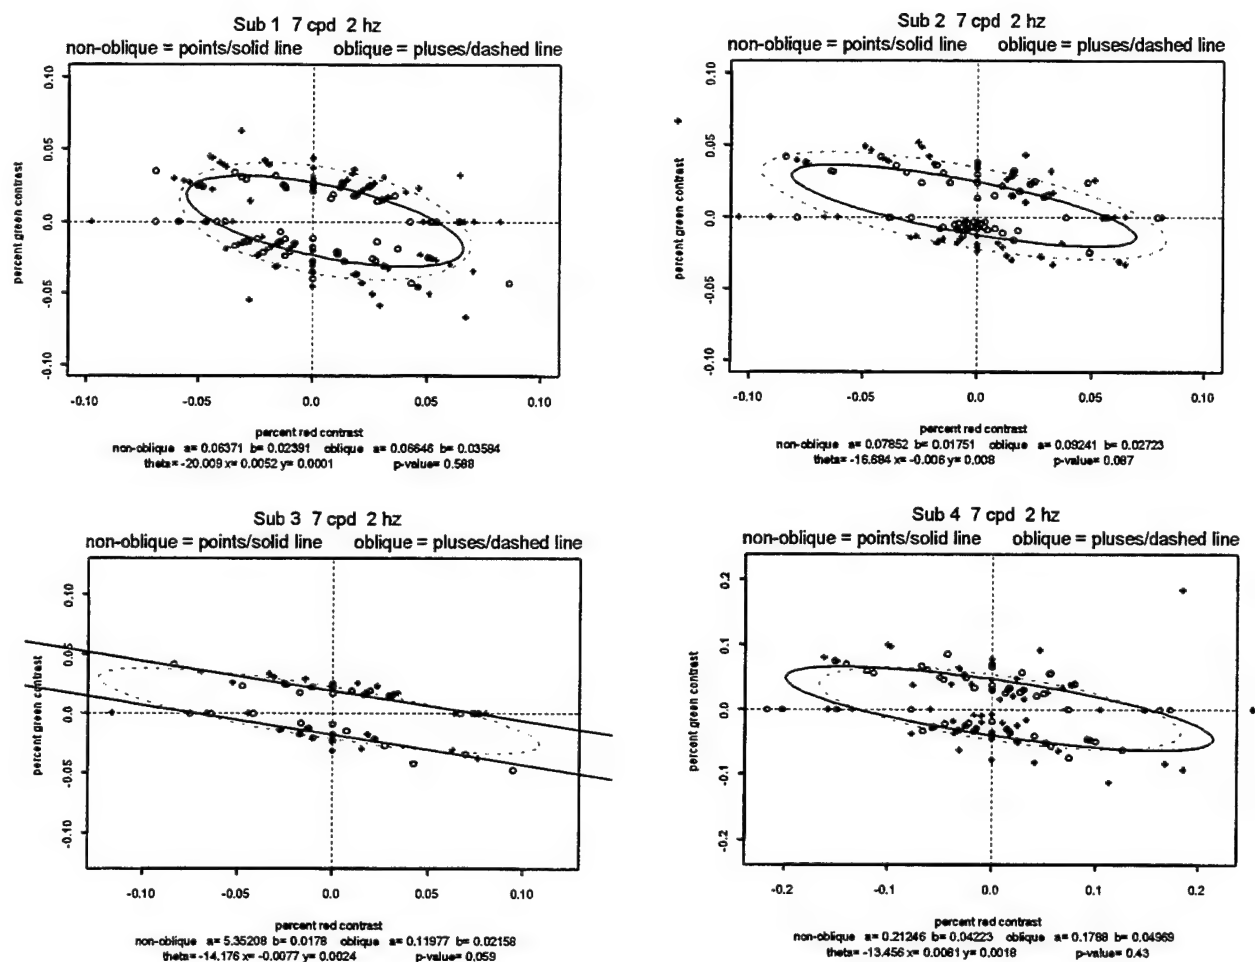 Sub 1 7 cpd 2 hz
non-oblique = points/solid line oblique = pluses/dashed line
percent green contrast
0.10
0.05
0.0
-0.05
-0.10
-0.10 -0.05 0.0 0.05 0.10
percent red contrast
non-oblique a= 0.06371 b= 0.02391 oblique a= 0.06646 b= 0.03584
theta= -20.009 x= 0.0052 y= 0.0001 p-value= 0.588
Sub 2 7 cpd 2 hz
non-oblique = points/solid line oblique = pluses/dashed line
percent green contrast
0.10
0.05
0.0
-0.05
-0.10
-0.10 -0.05 0.0 0.05 0.10
percent red contrast
non-oblique a= 0.07852 b= 0.01751 oblique a= 0.09241 b= 0.02723
theta= -16.684 x= -0.006 y= 0.008 p-value= 0.087
Sub 3 7 cpd 2 hz
non-oblique = points/solid line oblique = pluses/dashed line
percent green contrast
0.10
0.05
0.0
-0.05
-0.10
-0.10 -0.05 0.0 0.05 0.10
percent red contrast
non-oblique a= 5.35208 b= 0.0178 oblique a= 0.11977 b= 0.02158
theta= -14.176 x= -0.0077 y= 0.0024 p-value= 0.059
Sub 4 7 cpd 2 hz
non-oblique = points/solid line oblique = pluses/dashed line
percent green contrast
0.2
0.1
0.0
-0.1
-0.2
-0.2 -0.1 0.0 0.1 0.2
percent red contrast
non-oblique a= 0.21246 b= 0.04223 oblique a= 0.1788 b= 0.04969
theta= -13.456 x= 0.0081 y= 0.0018 p-value= 0.43